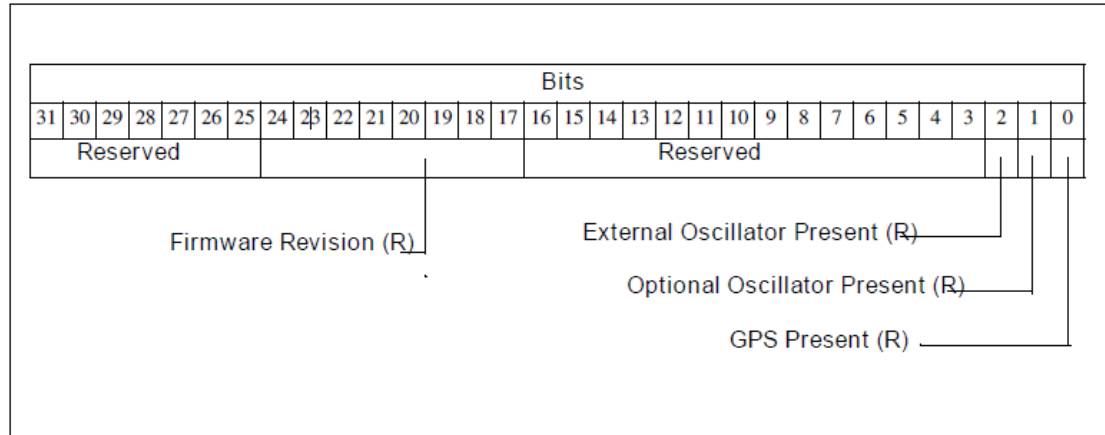 Bits
31 30 29 28 27 26 25 24 23 22 21 20 19 18 17 16 15 14 13 12 11 10 9 8 7 6 5 4 3 2 1 0
Reserved Reserved
Firmware Revision (R) External Oscillator Present (R)
Optional Oscillator Present (R)
GPS Present (R)